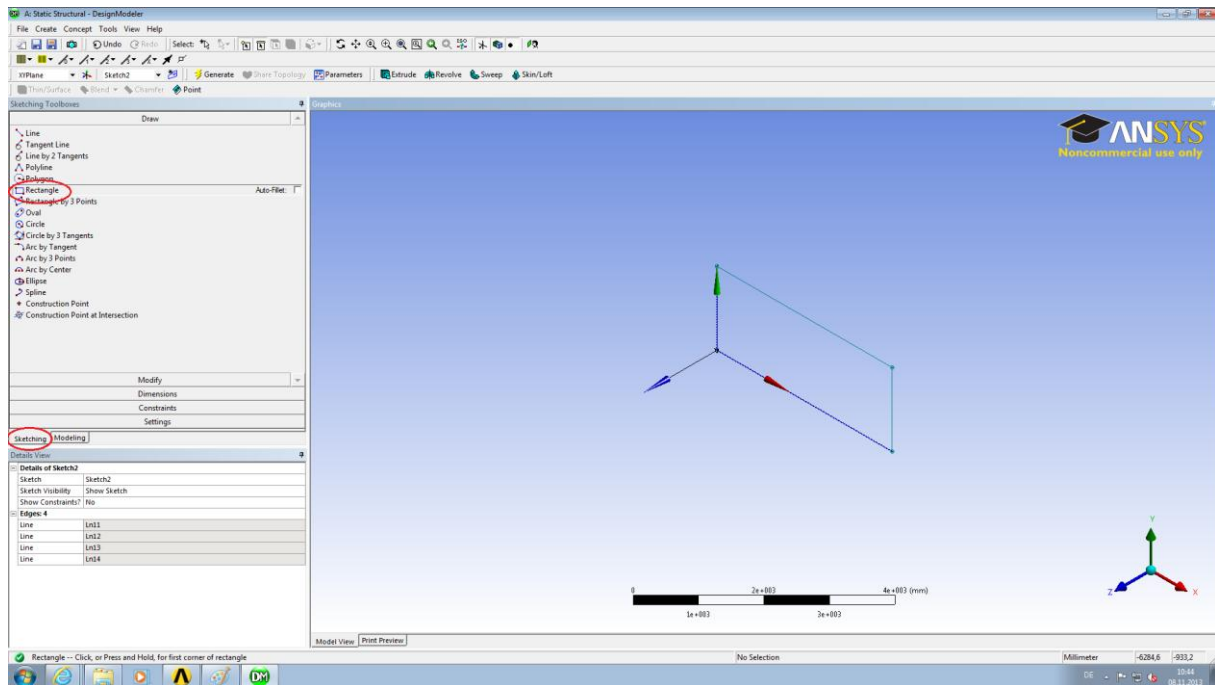 A: Static Structural - DesignModeler
File Create Concept Tools View Help
Undo Redo Select:
XYPlane Sketch2 Generate Share Topology Parameters Extrude Revolve Sweep Skin/Loft
Thin/Surface Blend Chamfer Point
Sketching Toolboxes
Draw
Line
Tangent Line
Line by 2 Tangents
Polyline
Polygon
Rectangle Auto-Fillet:
Rectangle by 3 Points
Oval
Circle
Circle by 3 Tangents
Arc by Tangent
Arc by 3 Points
Arc by Center
Ellipse
Spline
Construction Point
Construction Point at Intersection
Modify
Dimensions
Constraints
Settings
Sketching Modeling
Details View
Details of Sketch2
Sketch Sketch2
Sketch Visibility Show Sketch
Show Constraints? No
Edges: 4
Line Ln11
Line Ln12
Line Ln13
Line Ln14
Graphics
ANSYS
Noncommercial use only
0 2e+003 4e+003 (mm)
1e+003 3e+003
Y
Z X
Model View Print Preview
Rectangle -- Click, or Press and Hold, for first corner of rectangle No Selection Millimeter -6284,6 -933,2
DM DE 10:44
08.11.2013